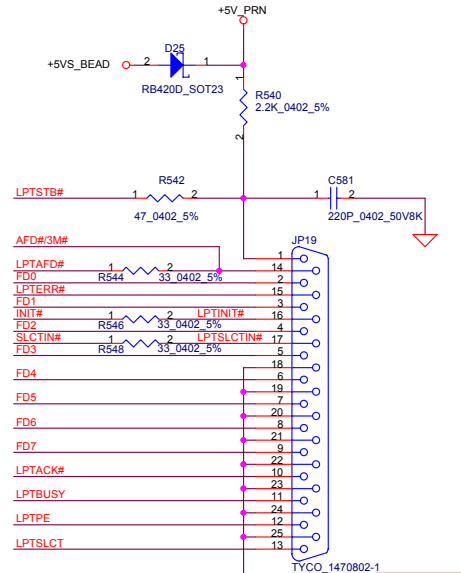 +5V_PRN
D25
+5VS_BEAD 2 1
RB420D_SOT23
1
R540
2.2K_0402_5%
2
R542
C581
LPTSTB# 1 2 1 2
47_0402_5%
220P_0402_50V8K
AFD#/3M#
JP19
1
LPTAFD# 1 2 14
FD0 R544 33_0402_5% 2
LPTERR# 15
FD1 3
INIT# 1 2 LPTINIT# 16
FD2 R546 33_0402_5% 4
SLCTIN# 1 2 LPTSLCTIN# 17
FD3 R548 33_0402_5% 5
18
FD4 6
19
FD5 7
20
FD6 8
21
FD7 9
22
LPTACK# 10
23
LPTBUSY 11
24
LPTPE 12
25
LPTSLCT 13
TYCO_1470802-1